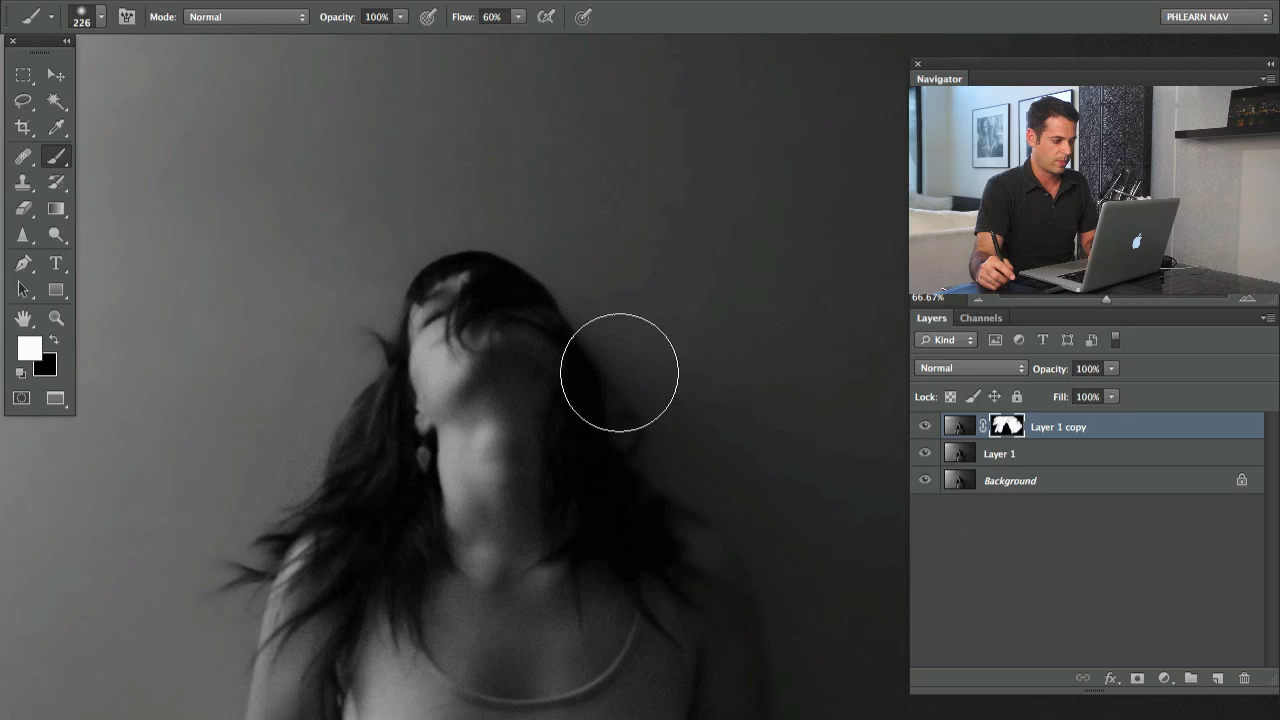 226 Mode: Normal Opacity: 100% Flow: 60% PHLEARN NAV
Navigator
66.67%
Layers Channels
Kind
Normal Opacity: 100%
Lock: Fill: 100%
Layer 1 copy
Layer 1
Background